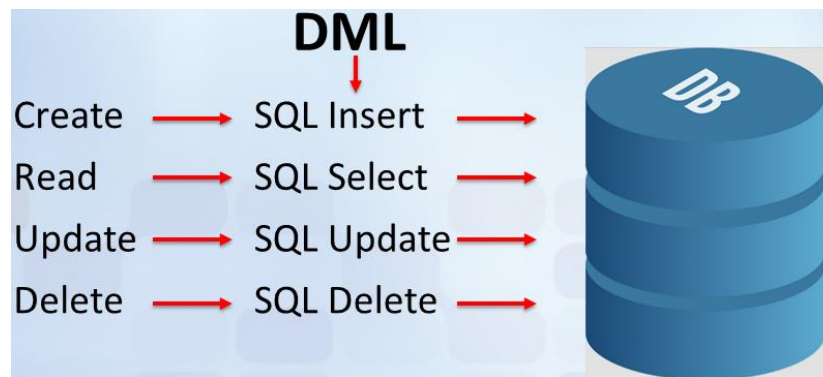 DML
Create SQL Insert
Read SQL Select
Update SQL Update
Delete SQL Delete
DB